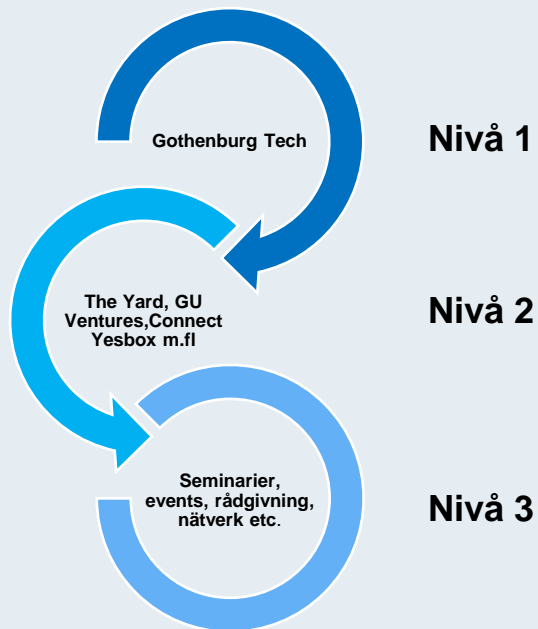 Gothenburg Tech
Nivå 1
The Yard, GU
Ventures,Connect
Yesbox m.fl
Nivå 2
Seminarier,
events, rådgivning,
nätverk etc.
Nivå 3